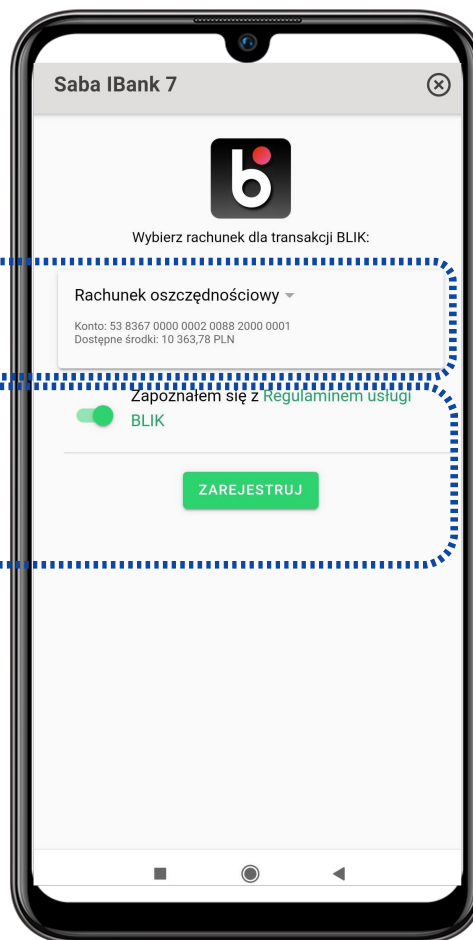 Saba IBank 7
Wybierz rachunek dla transakcji BLIK:
Rachunek oszczędnościowy
Konto: 53 8367 0000 0002 0088 2000 0001
Dostępne środki: 10 363,78 PLN
Zapoznałem się z Regulaminem usługi
BLIK
ZAREJESTRUJ